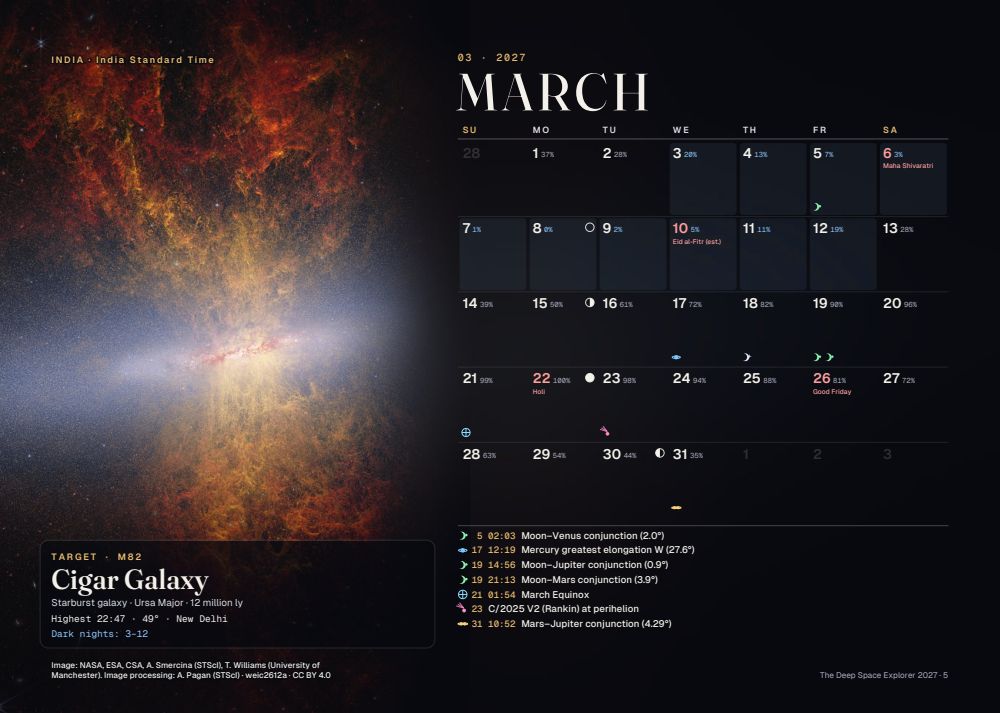 INDIA · India Standard Time
03 · 2027
MARCH
SU MO TU WE TH FR SA
28 1 37% 2 28% 3 20% 4 13% 5 7% 6 3%
Maha Shivaratri
7 1% 8 0% 9 2% 10 5% 11 11% 12 19% 13 28%
Eid al-Fitr (est.)
14 39% 15 50% 16 61% 17 72% 18 82% 19 90% 20 96%
21 99% 22 100% 23 98% 24 94% 25 88% 26 81% 27 72%
Holi Good Friday
28 63% 29 54% 30 44% 31 35% 1 2 3
5 02:03 Moon–Venus conjunction (2.0°)
17 12:19 Mercury greatest elongation W (27.6°)
19 14:56 Moon–Jupiter conjunction (0.9°)
19 21:13 Moon–Mars conjunction (3.9°)
21 01:54 March Equinox
23 C/2025 V2 (Rankin) at perihelion
31 10:52 Mars–Jupiter conjunction (4.29°)
TARGET · M82
Cigar Galaxy
Starburst galaxy · Ursa Major · 12 million ly
Highest 22:47 · 49° · New Delhi
Dark nights: 3–12
Image: NASA, ESA, CSA, A. Smercina (STScI), T. Williams (University of
Manchester). Image processing: A. Pagan (STScI) · weic2612a · CC BY 4.0
The Deep Space Explorer 2027 · 5